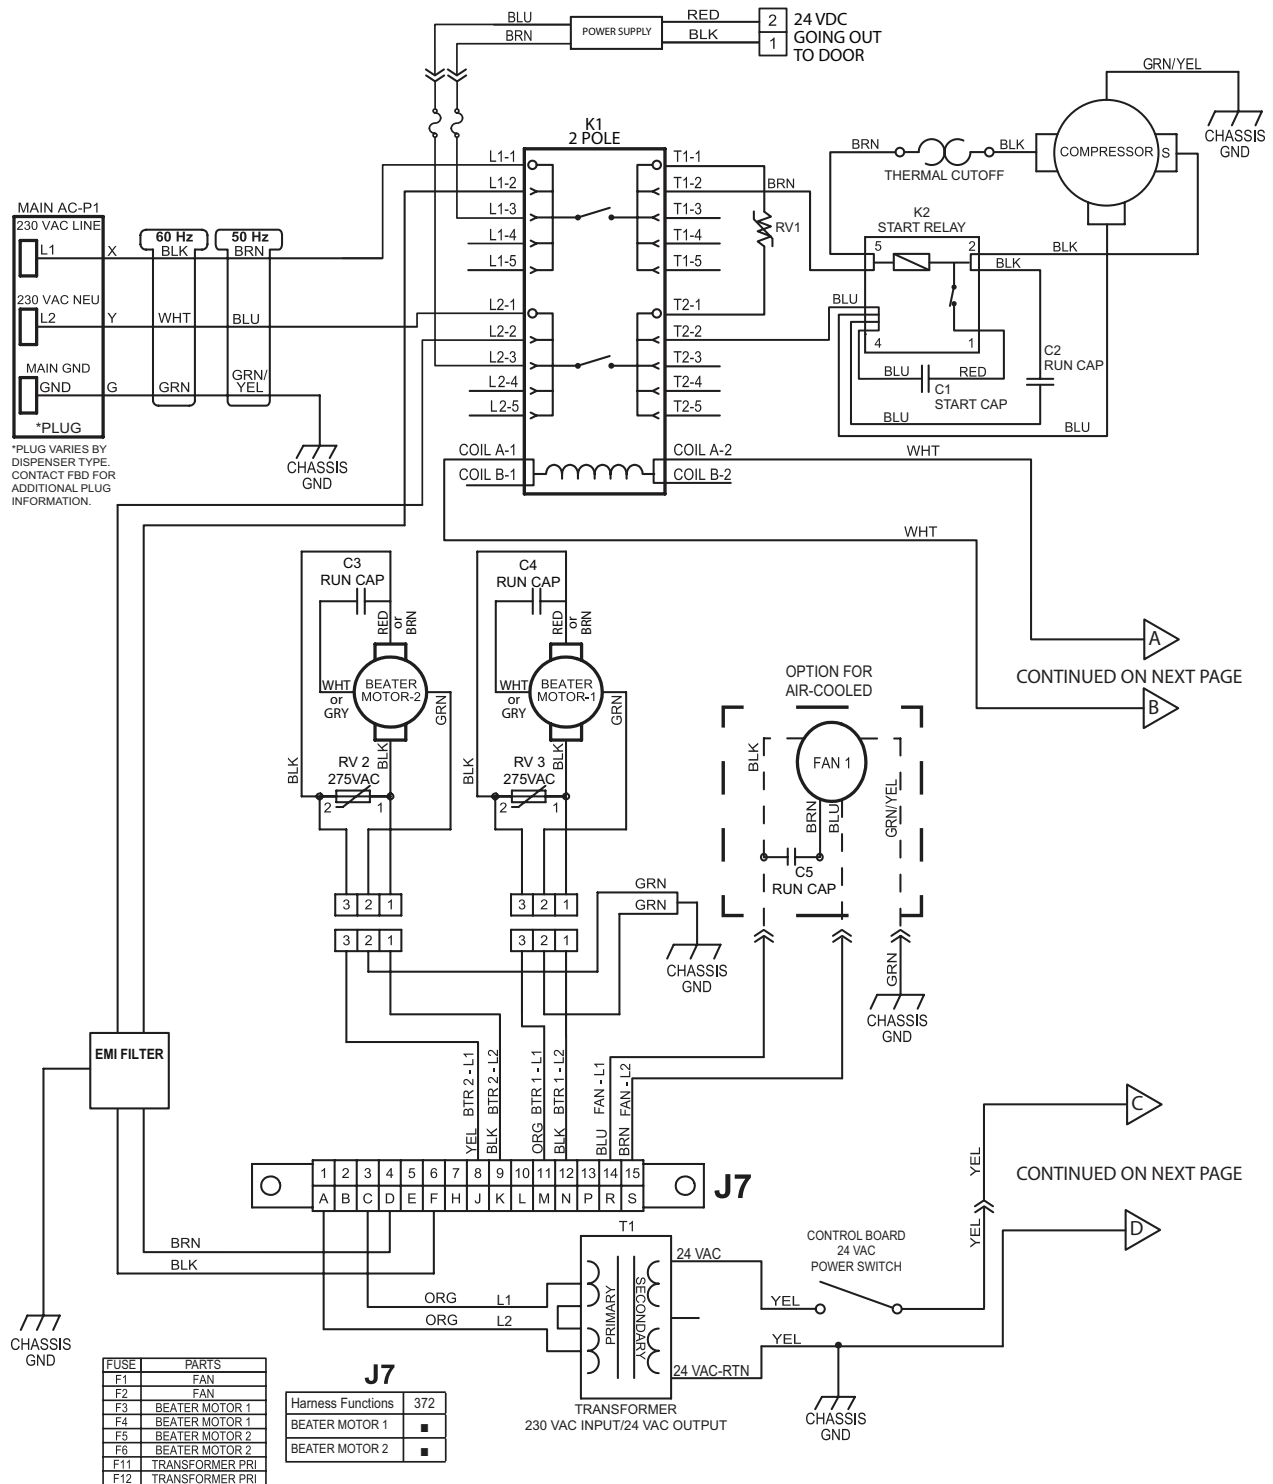 BLU
BRN
POWER SUPPLY
RED
BLK
2
1
24 VDC
GOING OUT
TO DOOR
K1
2 POLE
L1-1
L1-2
L1-3
L1-4
L1-5
L2-1
L2-2
L2-3
L2-4
L2-5
T1-1
T1-2
T1-3
T1-4
T1-5
T2-1
T2-2
T2-3
T2-4
T2-5
COIL A-1
COIL B-1
COIL A-2
COIL B-2
BRN
RV1
GRN/YEL
CHASSIS
GND
COMPRESSOR
S
BRN
BLK
THERMAL CUTOFF
K2
START RELAY
5
2
4
1
BLK
BLK
BLU
C2
RUN CAP
BLU
RED
C1
START CAP
BLU
BLU
WHT
WHT
MAIN AC-P1
230 VAC LINE
L1
X
230 VAC NEU
L2
Y
MAIN GND
GND
G
*PLUG
60 Hz
BLK
WHT
GRN
50 Hz
BRN
BLU
GRN/
YEL
CHASSIS
GND
*PLUG VARIES BY
DISPENSER TYPE.
CONTACT FBD FOR
ADDITIONAL PLUG
INFORMATION.
A
CONTINUED ON NEXT PAGE
B
C3
RUN CAP
RED
or
BRN
WHT
or
GRY
BEATER
MOTOR-2
GRN
BLK
BLK
RV 2
275VAC
2
1
3 2 1
3 2 1
C4
RUN CAP
RED
or
BRN
WHT
or
GRY
BEATER
MOTOR-1
GRN
BLK
BLK
RV 3
275VAC
2
1
3 2 1
3 2 1
GRN
GRN
CHASSIS
GND
OPTION FOR
AIR-COOLED
FAN 1
BLK
BRN
BLU
GRN/YEL
C5
RUN CAP
GRN
CHASSIS
GND
EMI FILTER
YEL BTR 2 - L1
BLK BTR 2 - L2
ORG BTR 1 - L1
BLK BTR 1 - L2
BLU FAN - L1
BRN FAN - L2
1 2 3 4 5 6 7 8 9 10 11 12 13 14 15
A B C D E F H J K L M N P R S
J7
BRN
BLK
ORG L1
ORG L2
T1
PRIMARY
SECONDARY
24 VAC
24 VAC-RTN
TRANSFORMER
230 VAC INPUT/24 VAC OUTPUT
YEL
YEL
CONTROL BOARD
24 VAC
POWER SWITCH
YEL
YEL
C
CONTINUED ON NEXT PAGE
D
CHASSIS
GND
CHASSIS
GND
FUSE PARTS
F1 FAN
F2 FAN
F3 BEATER MOTOR 1
F4 BEATER MOTOR 1
F5 BEATER MOTOR 2
F6 BEATER MOTOR 2
F11 TRANSFORMER PRI
F12 TRANSFORMER PRI
J7
Harness Functions 372
BEATER MOTOR 1 ■
BEATER MOTOR 2 ■